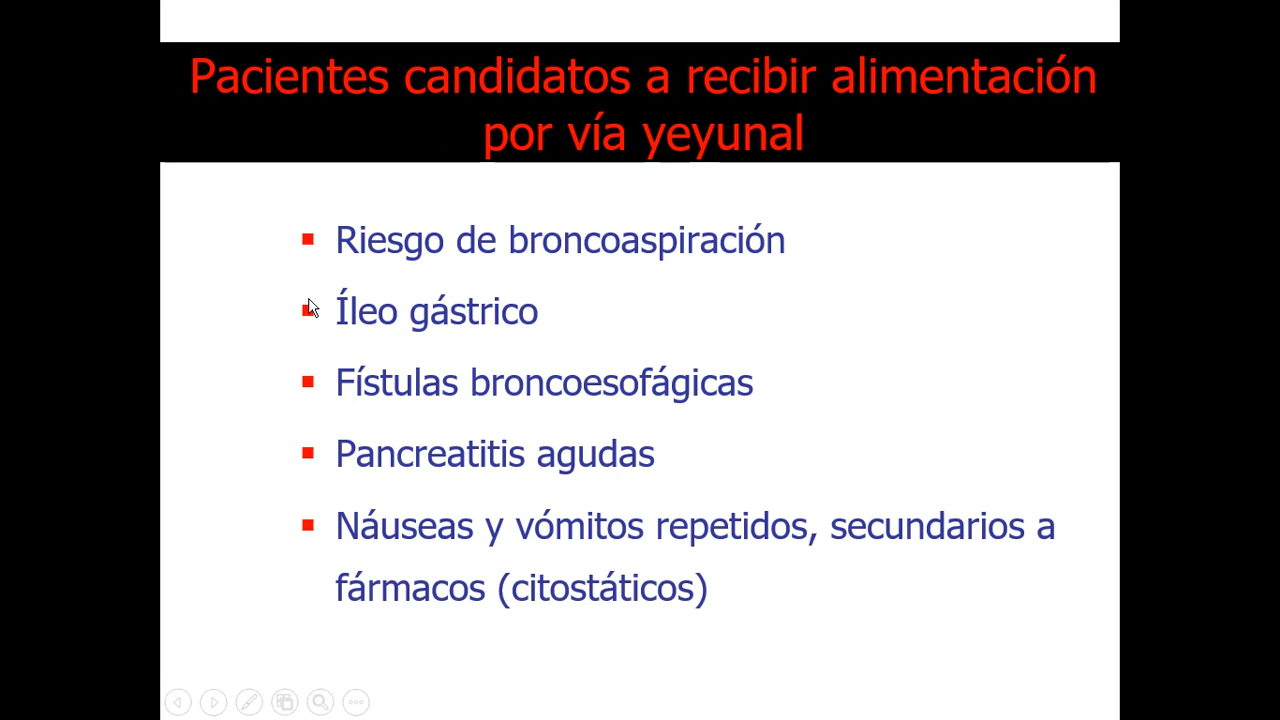 Pacientes candidatos a recibir alimentación
por vía yeyunal
Riesgo de broncoaspiración
Íleo gástrico
Fístulas broncoesofágicas
Pancreatitis agudas
Náuseas y vómitos repetidos, secundarios a
fármacos (citostáticos)